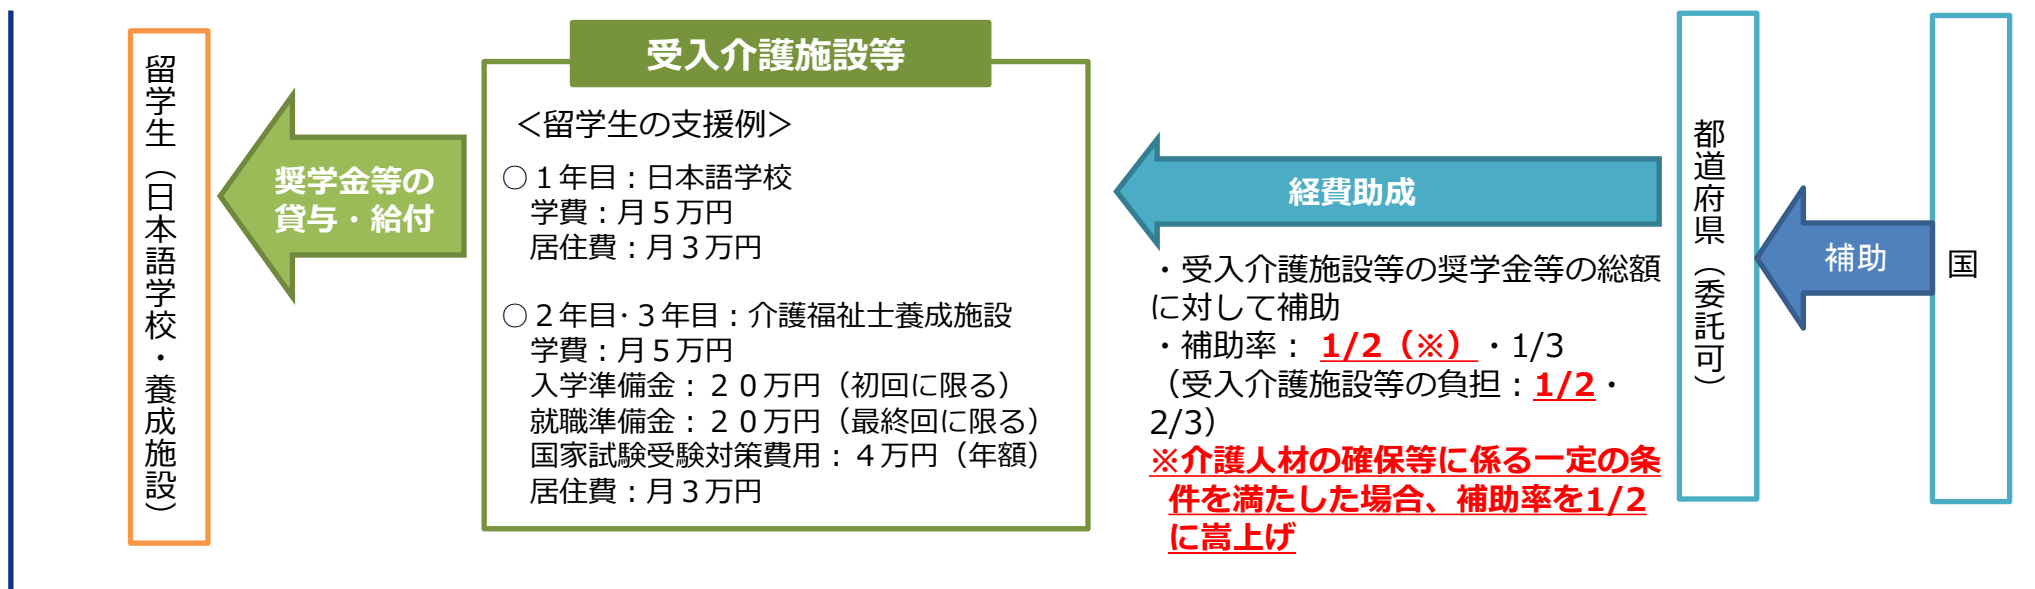 留学生（日本語学校・養成施設）
奨学金等の
貸与・給付
受入介護施設等
＜留学生の支援例＞
○１年目：日本語学校
学費：月５万円
居住費：月３万円
○２年目･３年目：介護福祉士養成施設
学費：月５万円
入学準備金：２０万円（初回に限る）
就職準備金：２０万円（最終回に限る）
国家試験受験対策費用：４万円（年額）
居住費：月３万円
経費助成
・受入介護施設等の奨学金等の総額
に対して補助
・補助率： 1/2（※）・1/3
（受入介護施設等の負担：1/2・
2/3）
※介護人材の確保等に係る一定の条
件を満たした場合、補助率を1/2
に嵩上げ
都道府県（委託可）
補助
国